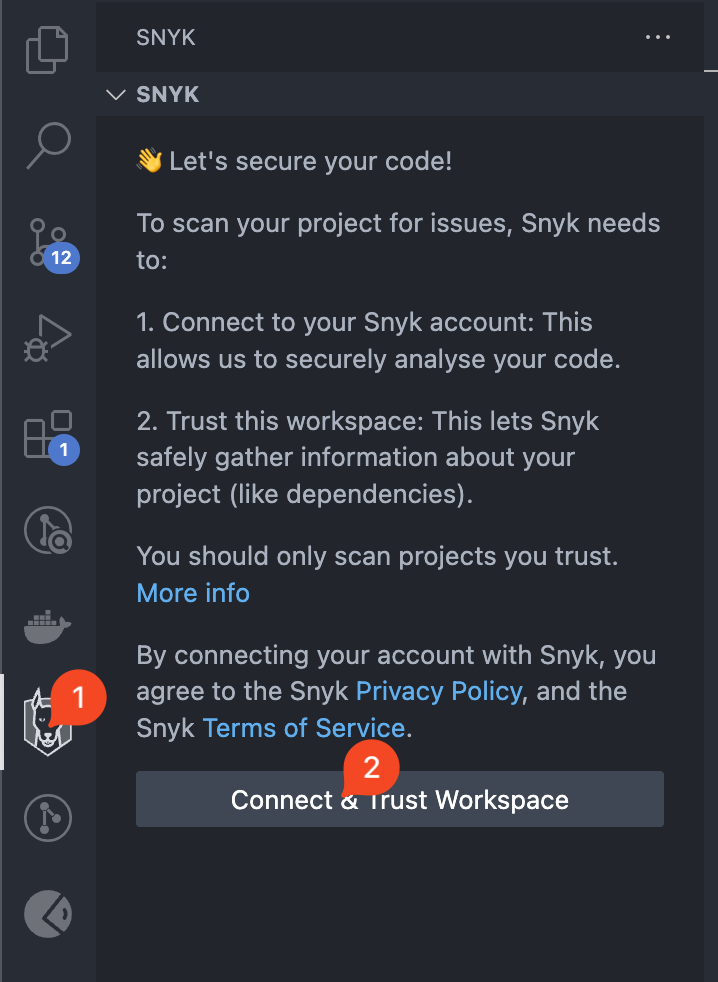 SNYK
SNYK
👋 Let's secure your code!
To scan your project for issues, Snyk needs
to:
1. Connect to your Snyk account: This
allows us to securely analyse your code.
2. Trust this workspace: This lets Snyk
safely gather information about your
project (like dependencies).
You should only scan projects you trust.
More info
By connecting your account with Snyk, you
agree to the Snyk Privacy Policy, and the
Snyk Terms of Service.
Connect & Trust Workspace
12
1
1
2